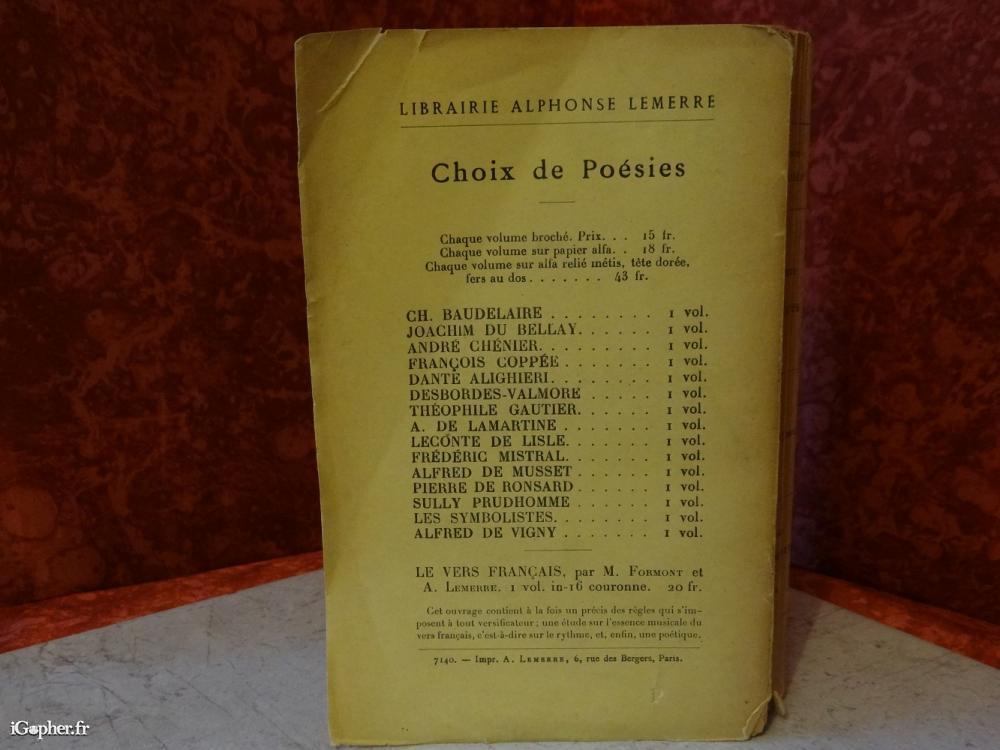 LIBRAIRIE ALPHONSE LEMERRE
Choix de Poésies
Chaque volume broché. Prix. . . 15 fr.
Chaque volume sur papier alfa. . 18 fr.
Chaque volume sur alfa relié métis, tête dorée,
fers au dos . . . . . . . 43 fr.
CH. BAUDELAIRE . . . . . . . . 1 vol.
JOACHIM DU BELLAY. . . . . . 1 vol.
ANDRÉ CHÉNIER. . . . . . . . . 1 vol.
FRANÇOIS COPPÉE . . . . . . . 1 vol.
DANTE ALIGHIERI. . . . . . . . 1 vol.
DESBORDES-VALMORE . . . . . 1 vol.
THÉOPHILE GAUTIER. . . . . . 1 vol.
A. DE LAMARTINE . . . . . . . 1 vol.
LECONTE DE LISLE. . . . . . . 1 vol.
FRÉDÉRIC MISTRAL. . . . . . . 1 vol.
ALFRED DE MUSSET . . . . . . 1 vol.
PIERRE DE RONSARD . . . . . . 1 vol.
SULLY PRUDHOMME . . . . . . 1 vol.
LES SYMBOLISTES. . . . . . . . 1 vol.
ALFRED DE VIGNY . . . . . . . 1 vol.
LE VERS FRANÇAIS, par M. FORMONT et
A. LEMERRE. 1 vol. in-16 couronne. 20 fr.
Cet ouvrage contient à la fois un précis des règles qui s'im-
posent à tout versificateur ; une étude sur l'essence musicale du
vers français, c'est-à-dire sur le rythme, et, enfin, une poétique.
7140. — Impr. A. LEMERRE, 6, rue des Bergers, Paris.
iGopher.fr